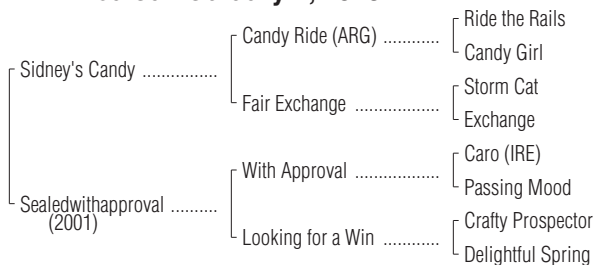 Ride the Rails
Candy Ride (ARG) ............
Candy Girl
Sidney's Candy ................
Storm Cat
Fair Exchange ..................
Exchange
Caro (IRE)
With Approval ....................
Passing Mood
Sealedwithapproval ..........
(2001)
Crafty Prospector
Looking for a Win ............
Delightful Spring